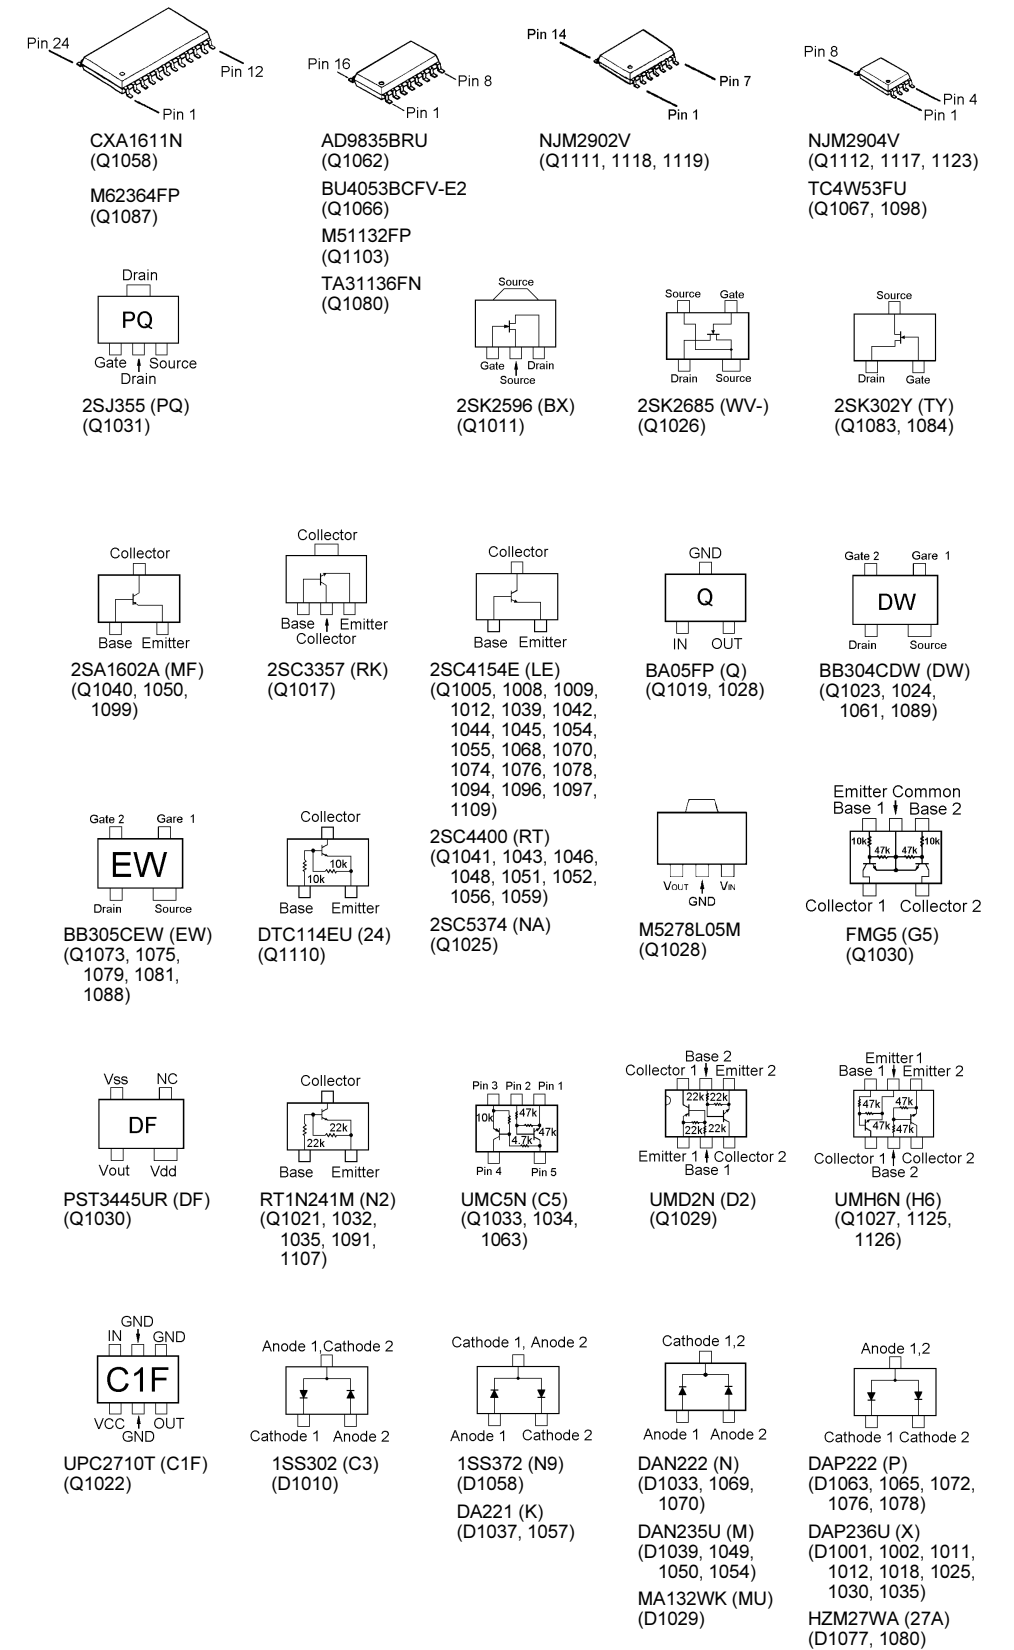 Pin 24
Pin 12
Pin 1
CXA1611N
(Q1058)
M62364FP
(Q1087)
Pin 16
Pin 8
Pin 1
AD9835BRU
(Q1062)
BU4053BCFV-E2
(Q1066)
M51132FP
(Q1103)
TA31136FN
(Q1080)
Pin 14
Pin 7
Pin 1
NJM2902V
(Q1111, 1118, 1119)
Pin 8
Pin 4
Pin 1
NJM2904V
(Q1112, 1117, 1123)
TC4W53FU
(Q1067, 1098)
Drain
PQ
Gate
Source
Drain
2SJ355 (PQ)
(Q1031)
Source
Gate
Drain
Source
2SK2596 (BX)
(Q1011)
Source
Gate
Drain
Source
2SK2685 (WV-)
(Q1026)
Source
Drain
Gate
2SK302Y (TY)
(Q1083, 1084)
Collector
Base Emitter
2SA1602A (MF)
(Q1040, 1050,
1099)
Collector
Base
Emitter
Collector
2SC3357 (RK)
(Q1017)
Collector
Base Emitter
2SC4154E (LE)
(Q1005, 1008, 1009,
1012, 1039, 1042,
1044, 1045, 1054,
1055, 1068, 1070,
1074, 1076, 1078,
1094, 1096, 1097,
1109)
2SC4400 (RT)
(Q1041, 1043, 1046,
1048, 1051, 1052,
1056, 1059)
2SC5374 (NA)
(Q1025)
GND
Q
IN OUT
BA05FP (Q)
(Q1019, 1028)
Gate 2 Gare 1
DW
Drain Source
BB304CDW (DW)
(Q1023, 1024,
1061, 1089)
Gate 2 Gare 1
EW
Drain Source
BB305CEW (EW)
(Q1073, 1075,
1079, 1081,
1088)
Collector
10k
10k
Base Emitter
DTC114EU (24)
(Q1110)
VOUT
VIN
GND
M5278L05M
(Q1028)
Emitter Common
Base 1 Base 2
10k
10k
47k 47k
Collector 1 Collector 2
FMG5 (G5)
(Q1030)
Vss NC
DF
Vout Vdd
PST3445UR (DF)
(Q1030)
Collector
22k
22k
Base Emitter
RT1N241M (N2)
(Q1021, 1032,
1035, 1091,
1107)
Pin 3 Pin 2 Pin 1
10k
47k
47k
4.7k
Pin 4 Pin 5
UMC5N (C5)
(Q1033, 1034,
1063)
Base 2
Collector 1 Emitter 2
22k 22k
22k 22k
Emitter 1 Collector 2
Base 1
UMD2N (D2)
(Q1029)
Emitter 1
Base 1 Emitter 2
47k
47k
47k
47k
Collector 1 Collector 2
Base 2
UMH6N (H6)
(Q1027, 1125,
1126)
GND
IN GND
C1F
VCC OUT
GND
UPC2710T (C1F)
(Q1022)
Anode 1,Cathode 2
Cathode 1 Anode 2
1SS302 (C3)
(D1010)
Cathode 1, Anode 2
Anode 1 Cathode 2
1SS372 (N9)
(D1058)
DA221 (K)
(D1037, 1057)
Cathode 1,2
Anode 1 Anode 2
DAN222 (N)
(D1033, 1069,
1070)
DAN235U (M)
(D1039, 1049,
1050, 1054)
MA132WK (MU)
(D1029)
Anode 1,2
Cathode 1 Cathode 2
DAP222 (P)
(D1063, 1065, 1072,
1076, 1078)
DAP236U (X)
(D1001, 1002, 1011,
1012, 1018, 1025,
1030, 1035)
HZM27WA (27A)
(D1077, 1080)